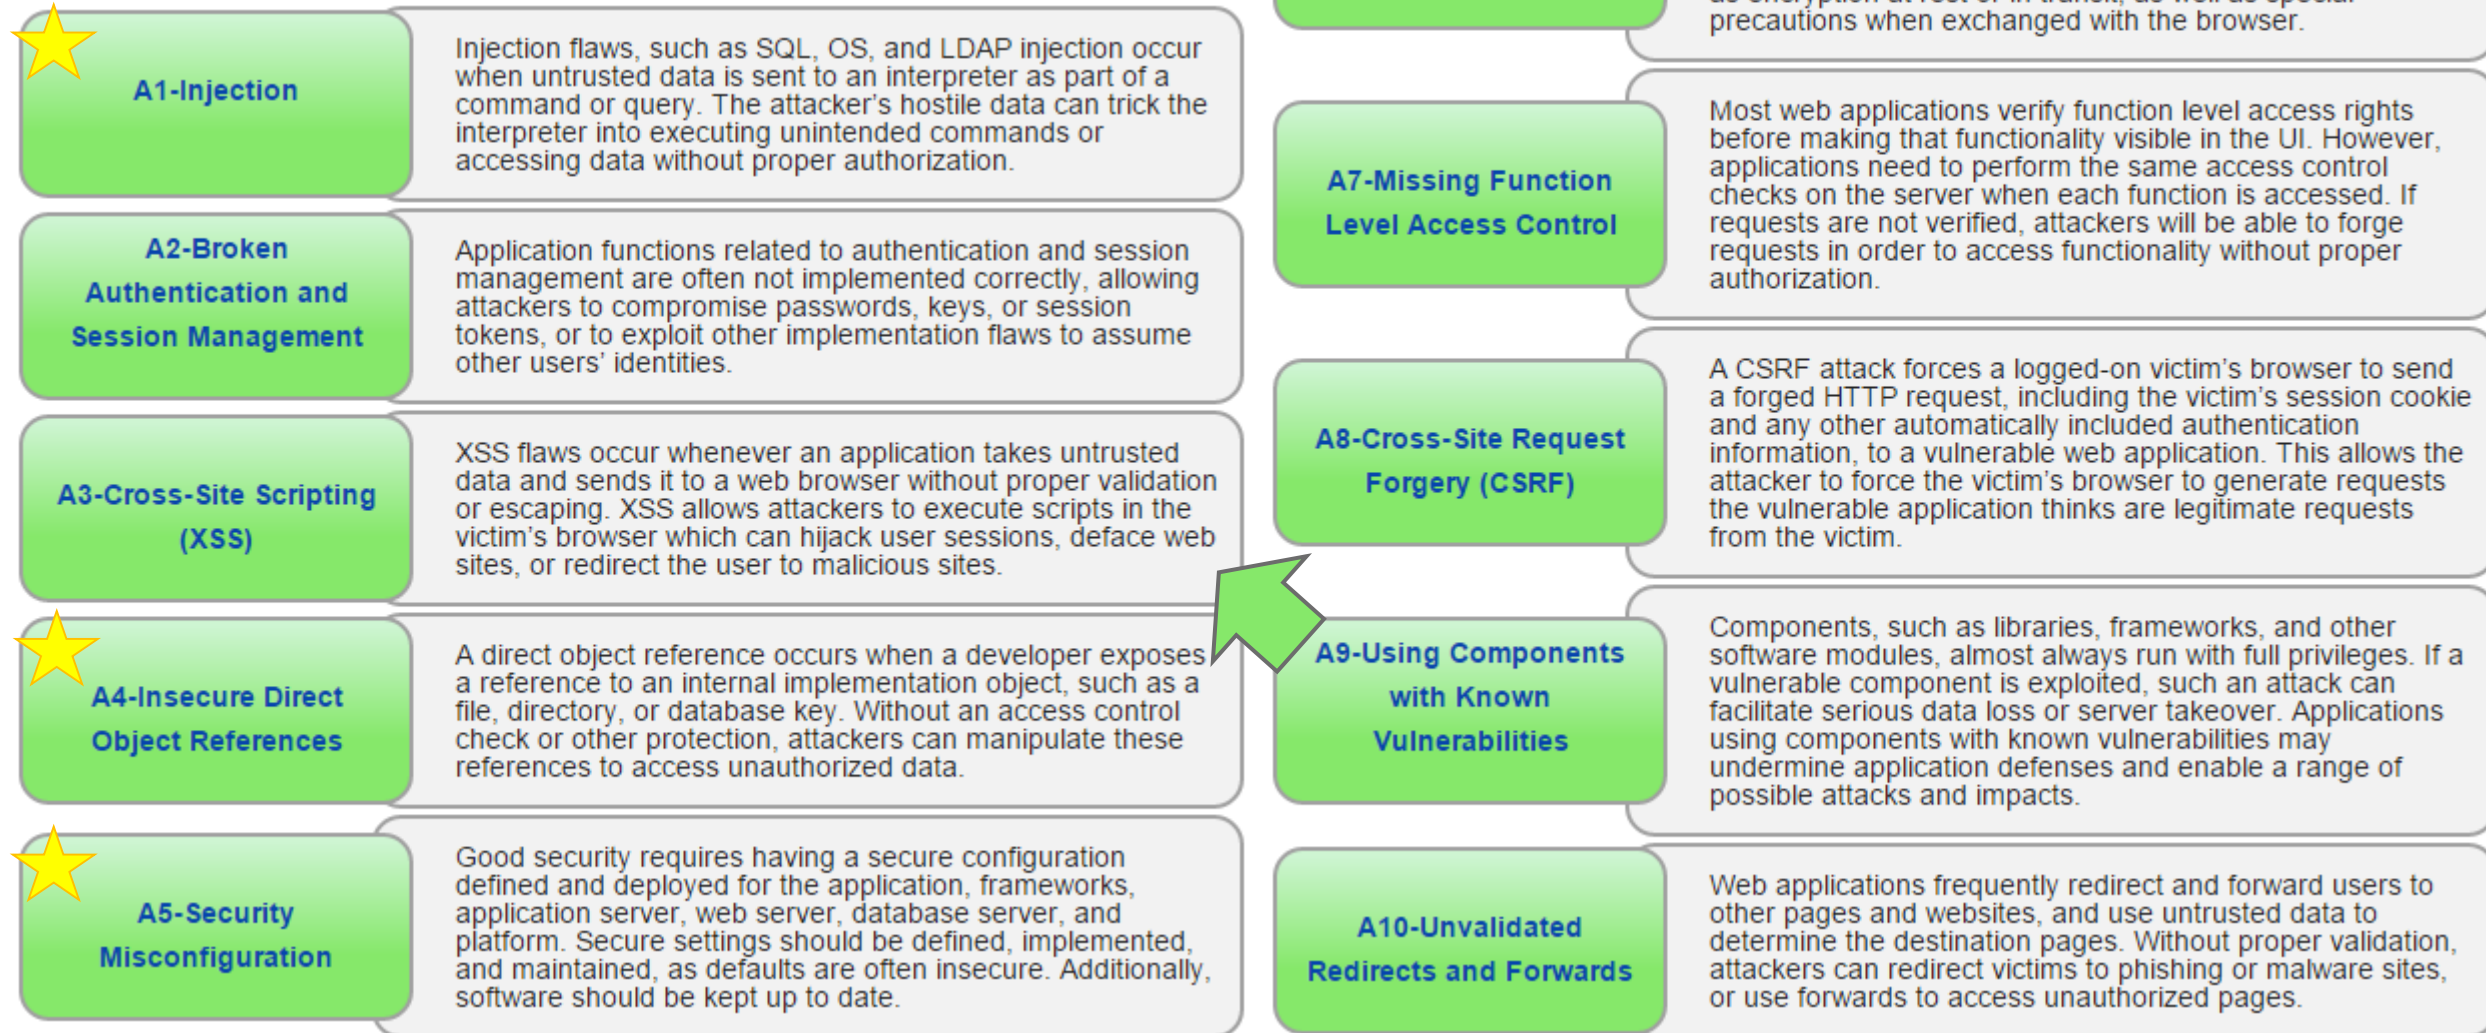 A1-Injection
Injection flaws, such as SQL, OS, and LDAP injection occur
when untrusted data is sent to an interpreter as part of a
command or query. The attacker’s hostile data can trick the
interpreter into executing unintended commands or
accessing data without proper authorization.
A2-Broken
Authentication and
Session Management
Application functions related to authentication and session
management are often not implemented correctly, allowing
attackers to compromise passwords, keys, or session
tokens, or to exploit other implementation flaws to assume
other users’ identities.
A3-Cross-Site Scripting
(XSS)
XSS flaws occur whenever an application takes untrusted
data and sends it to a web browser without proper validation
or escaping. XSS allows attackers to execute scripts in the
victim’s browser which can hijack user sessions, deface web
sites, or redirect the user to malicious sites.
A4-Insecure Direct
Object References
A direct object reference occurs when a developer exposes
a reference to an internal implementation object, such as a
file, directory, or database key. Without an access control
check or other protection, attackers can manipulate these
references to access unauthorized data.
A5-Security
Misconfiguration
Good security requires having a secure configuration
defined and deployed for the application, frameworks,
application server, web server, database server, and
platform. Secure settings should be defined, implemented,
and maintained, as defaults are often insecure. Additionally,
software should be kept up to date.
as encryption at rest or in transit, as well as special
precautions when exchanged with the browser.
A7-Missing Function
Level Access Control
Most web applications verify function level access rights
before making that functionality visible in the UI. However,
applications need to perform the same access control
checks on the server when each function is accessed. If
requests are not verified, attackers will be able to forge
requests in order to access functionality without proper
authorization.
A8-Cross-Site Request
Forgery (CSRF)
A CSRF attack forces a logged-on victim’s browser to send
a forged HTTP request, including the victim’s session cookie
and any other automatically included authentication
information, to a vulnerable web application. This allows the
attacker to force the victim’s browser to generate requests
the vulnerable application thinks are legitimate requests
from the victim.
A9-Using Components
with Known
Vulnerabilities
Components, such as libraries, frameworks, and other
software modules, almost always run with full privileges. If a
vulnerable component is exploited, such an attack can
facilitate serious data loss or server takeover. Applications
using components with known vulnerabilities may
undermine application defenses and enable a range of
possible attacks and impacts.
A10-Unvalidated
Redirects and Forwards
Web applications frequently redirect and forward users to
other pages and websites, and use untrusted data to
determine the destination pages. Without proper validation,
attackers can redirect victims to phishing or malware sites,
or use forwards to access unauthorized pages.